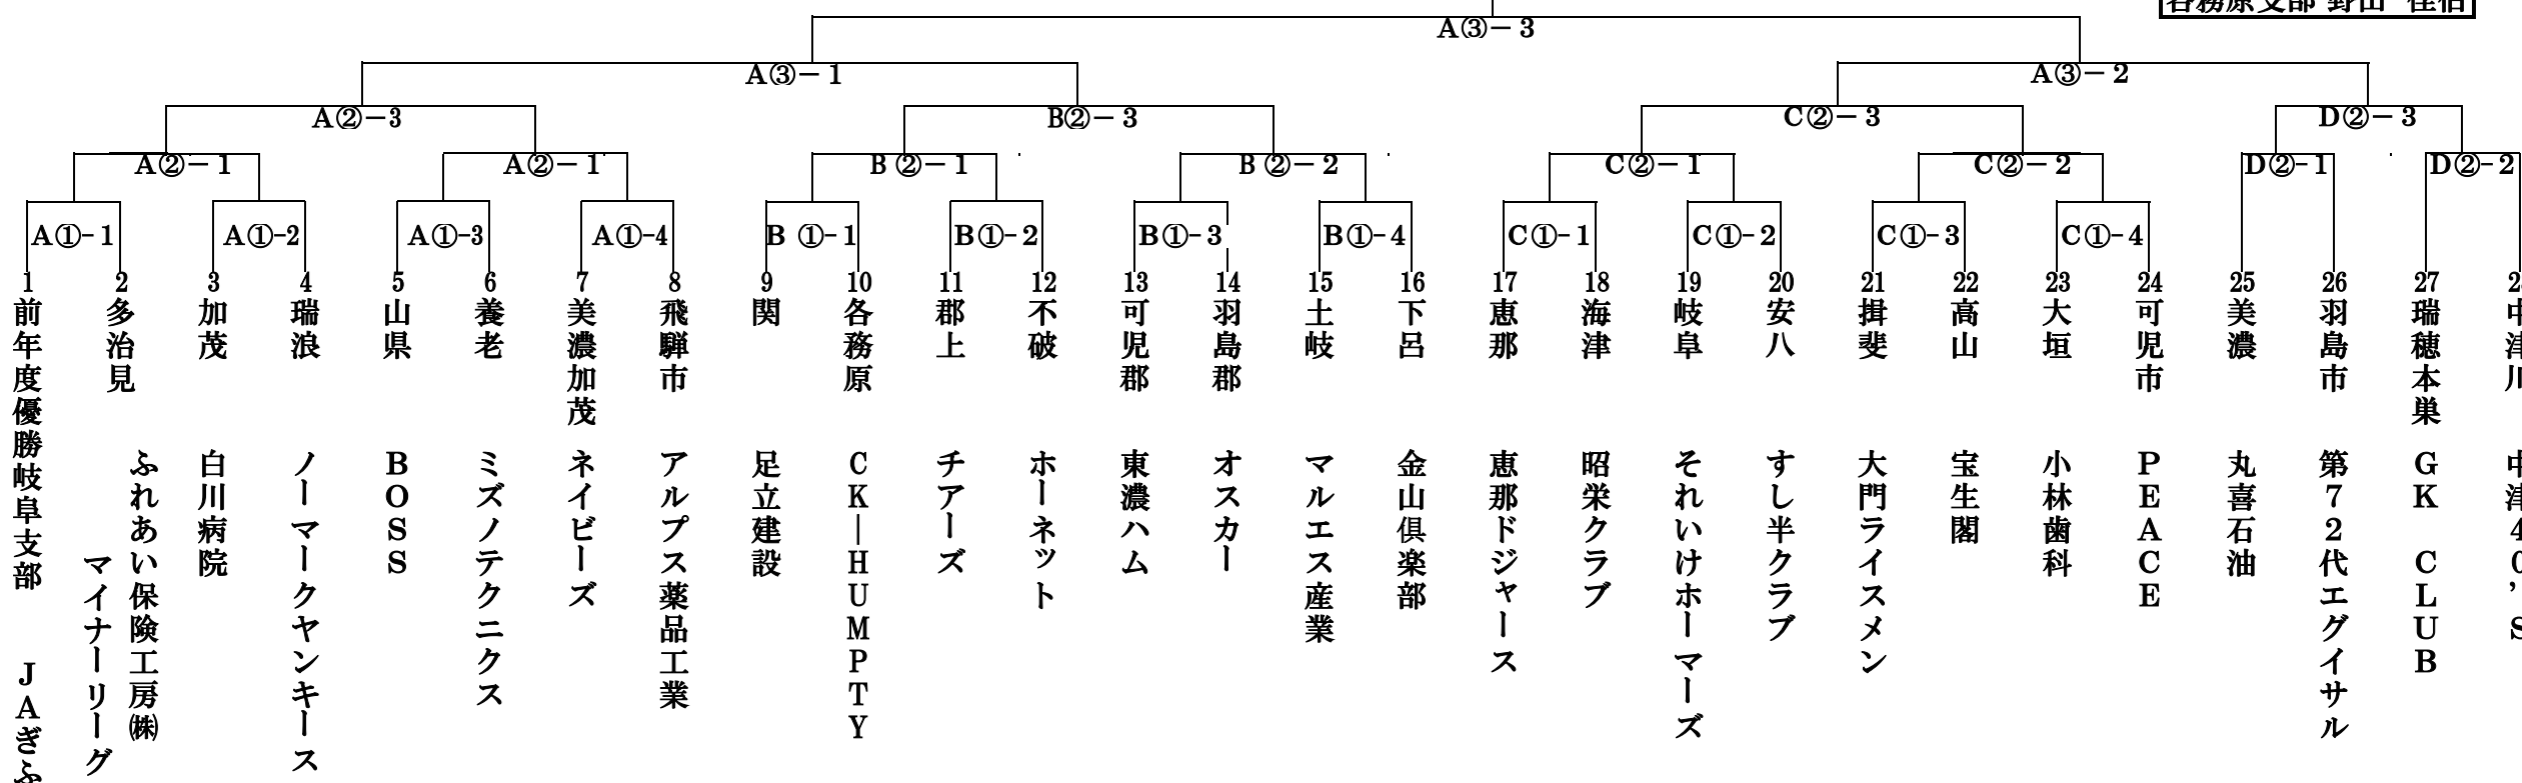 A③－3
A③－1
A③－2
A②－3
B②－3
C②－3
D②－3
A②－1
A②－1
B②－1
B②－2
C②－1
C②－2
D②-1
D②-2
A①-1
A①-2
A①-3
A①-4
B①-1
B①-2
B①-3
B①-4
C①-1
C①-2
C①-3
C①-4
1 前年度優勝岐阜支部 JAぎふ
2 多治見 ふれあい保険工房㈱
マイナーリーグ
3 加茂 白川病院
4 瑞浪 ノーマークヤンキース
5 山県 BOSS
6 養老 ミズノテクニクス
7 美濃加茂 ネイビーズ
8 飛騨市 アルプス薬品工業
9 関 足立建設
10 各務原 CK－HUMPTY
11 郡上 チアーズ
12 不破 ホーネット
13 可児郡 東濃ハム
14 羽島郡 オスカー
15 土岐 マルエス産業
16 下呂 金山倶楽部
17 恵那 恵那ドジャース
18 海津 昭栄クラブ
19 岐阜 それいけホーマーズ
20 安八 すし半クラブ
21 揖斐 大門ライスメン
22 高山 宝生閣
23 大垣 小林歯科
24 可児市 PEACE
25 美濃 丸喜石油
26 羽島市 第72代エグイサル
27 瑞穂本巣 GK CLUB
中津川 中津40'S